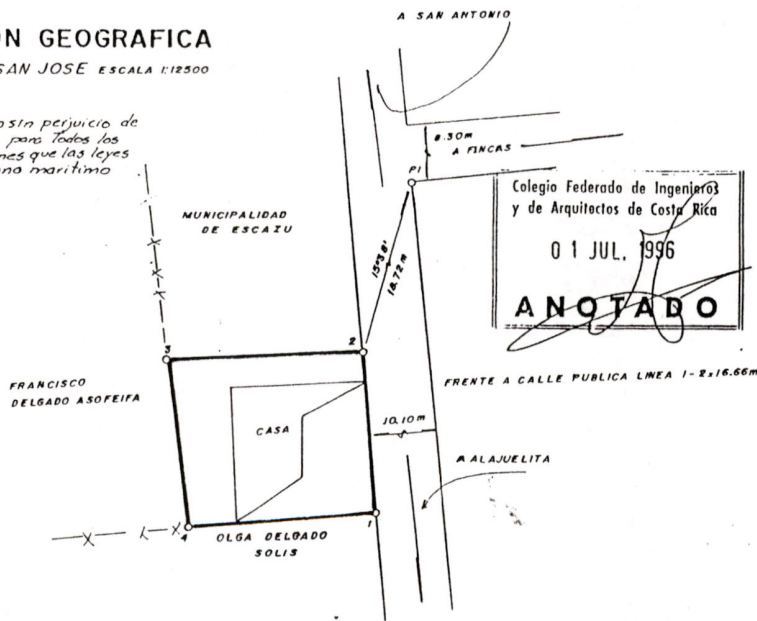 A SAN ANTONIO
ON GEOGRAFICA
SAN JOSE ESCALA 1:12500
sin perjuicio de
para Todos los
nes que las leyes
marítimo
8.30m
A FINCAS
P1
MUNICIPALIDAD
DE ESCAZU
Colegio Federado de Ingenieros
y de Arquitectos de Costa Rica
01 JUL. 1996
ANOTADO
15°38'
18.72m
3
2
FRANCISCO
DELGADO ASOFEIFA
CASA
FRENTE A CALLE PUBLICA LINEA 1-2=16.66m
10.10m
A ALAJUELITA
4
1
OLGA DELGADO
SOLIS